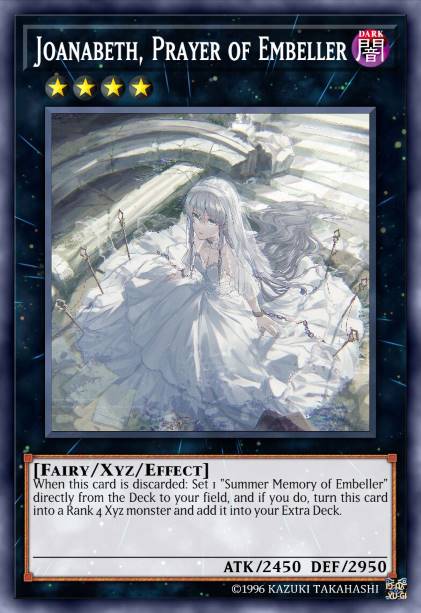 JOANABETH, PRAYER OF EMBELLER
DARK
闇
[FAIRY/XYZ/EFFECT]
When this card is discarded: Set 1 "Summer Memory of Embeller"
directly from the Deck to your field, and if you do, turn this card
into a Rank 4 Xyz monster and add it into your Extra Deck.
ATK/2450 DEF/2950
©1996 KAZUKI TAKAHASHI